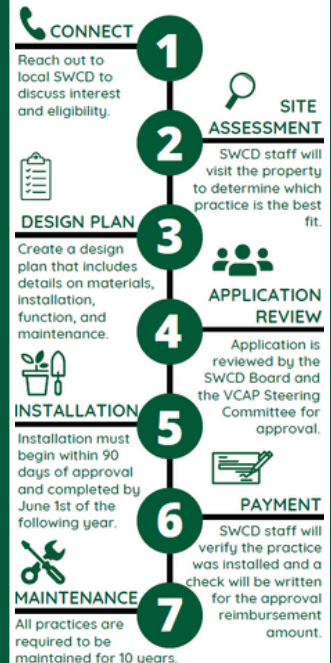 CONNECT
1
Reach out to
local SWCD to
discuss interest
and eligibility.
SITE
ASSESSMENT
2
SWCD staff will
visit the property
to determine which
practice is the best
fit.
DESIGN PLAN
3
Create a design
plan that includes
details on materials,
installation,
function, and
maintenance.
APPLICATION
REVIEW
4
Application is
reviewed by the
SWCD Board and
the VCAP Steering
Committee for
approval.
INSTALLATION
5
Installation must
begin within 90
days of approval
and completed by
June 1st of the
following year.
PAYMENT
6
SWCD staff will
verify the practice
was installed and a
check will be written
for the approval
reimbursement
amount.
MAINTENANCE
7
All practices are
required to be
maintained for 10 years.